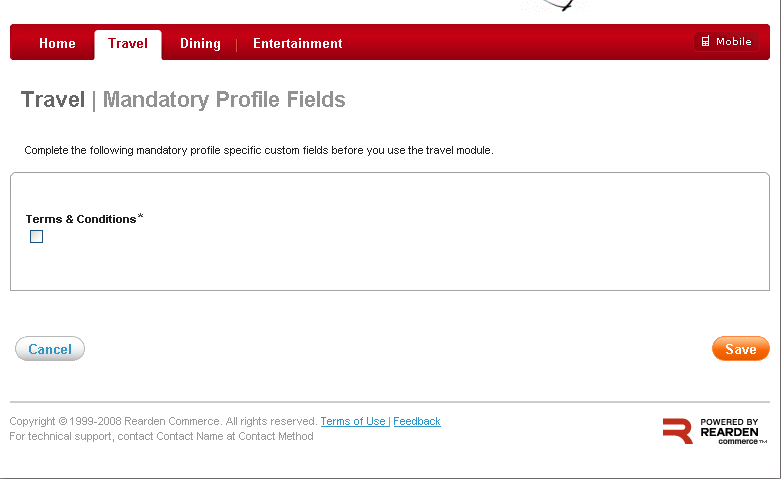 Home Travel Dining | Entertainment Mobile
Travel | Mandatory Profile Fields
Complete the following mandatory profile specific custom fields before you use the travel module.
Terms & Conditions*
Cancel Save
Copyright © 1999-2008 Rearden Commerce. All rights reserved. Terms of Use | Feedback
For technical support, contact Contact Name at Contact Method
POWERED BY
REARDEN
commerce™